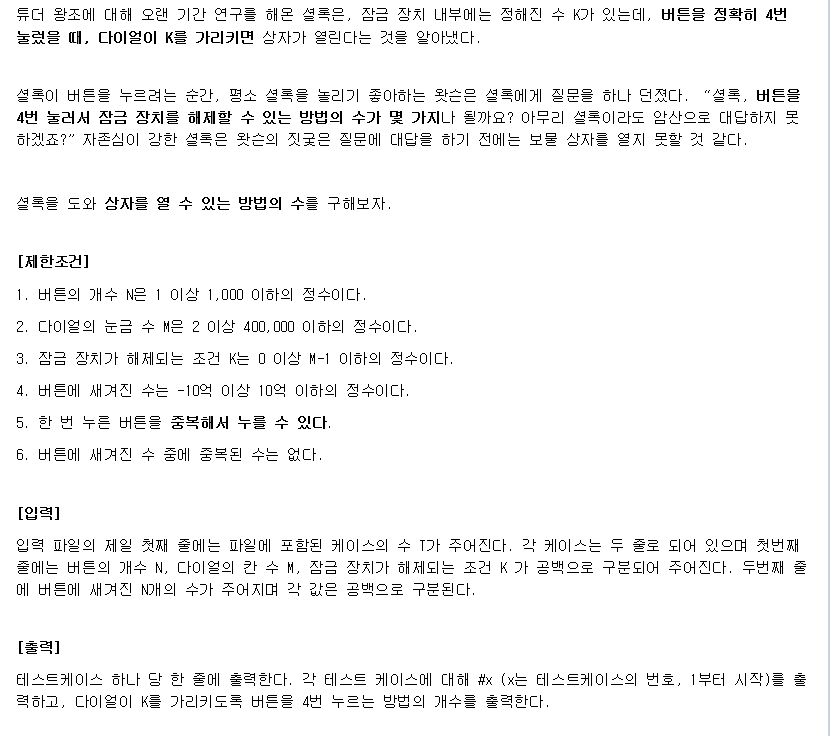 튜더 왕조에 대해 오랜 기간 연구를 해온 셜록은, 잠금 장치 내부에는 정해진 수 K가 있는데, 버튼을 정확히 4번
눌렀을 때, 다이얼이 K를 가리키면 상자가 열린다는 것을 알아냈다.
셜록이 버튼을 누르려는 순간, 평소 셜록을 놀리기 좋아하는 왓슨은 셜록에게 질문을 하나 던졌다. “셜록, 버튼을
4번 눌러서 잠금 장치를 해제할 수 있는 방법의 수가 몇 가지나 될까요? 아무리 셜록이라도 암산으로 대답하지 못
하겠죠?” 자존심이 강한 셜록은 왓슨의 짓궂은 질문에 대답을 하기 전에는 보물 상자를 열지 못할 것 같다.
셜록을 도와 상자를 열 수 있는 방법의 수를 구해보자.
[제한조건]
1. 버튼의 개수 N은 1 이상 1,000 이하의 정수이다.
2. 다이얼의 눈금 수 M은 2 이상 400,000 이하의 정수이다.
3. 잠금 장치가 해제되는 조건 K는 0 이상 M-1 이하의 정수이다.
4. 버튼에 새겨진 수는 -10억 이상 10억 이하의 정수이다.
5. 한 번 누른 버튼을 중복해서 누를 수 있다.
6. 버튼에 새겨진 수 중에 중복된 수는 없다.
[입력]
입력 파일의 제일 첫째 줄에는 파일에 포함된 케이스의 수 T가 주어진다. 각 케이스는 두 줄로 되어 있으며 첫번째
줄에는 버튼의 개수 N, 다이얼의 칸 수 M, 잠금 장치가 해제되는 조건 K 가 공백으로 구분되어 주어진다. 두번째 줄
에 버튼에 새겨진 N개의 수가 주어지며 각 값은 공백으로 구분된다.
[출력]
테스트케이스 하나 당 한 줄에 출력한다. 각 테스트 케이스에 대해 #x (x는 테스트케이스의 번호, 1부터 시작)를 출
력하고, 다이얼이 K를 가리키도록 버튼을 4번 누르는 방법의 개수를 출력한다.